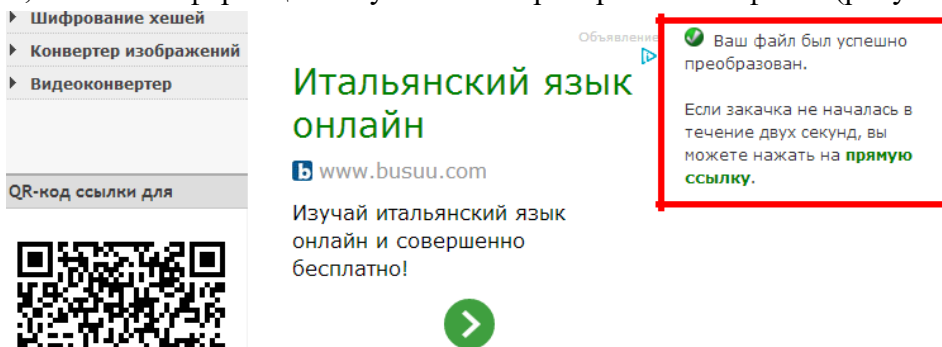 Шифрование хешей
Конвертер изображений
Видеоконвертер
QR-код ссылки для
Объявление
Итальянский язык
онлайн
www.busuu.com
Изучай итальянский язык
онлайн и совершенно
бесплатно!
Ваш файл был успешно
преобразован.
Если закачка не началась в
течение двух секунд, вы
можете нажать на прямую
ссылку.